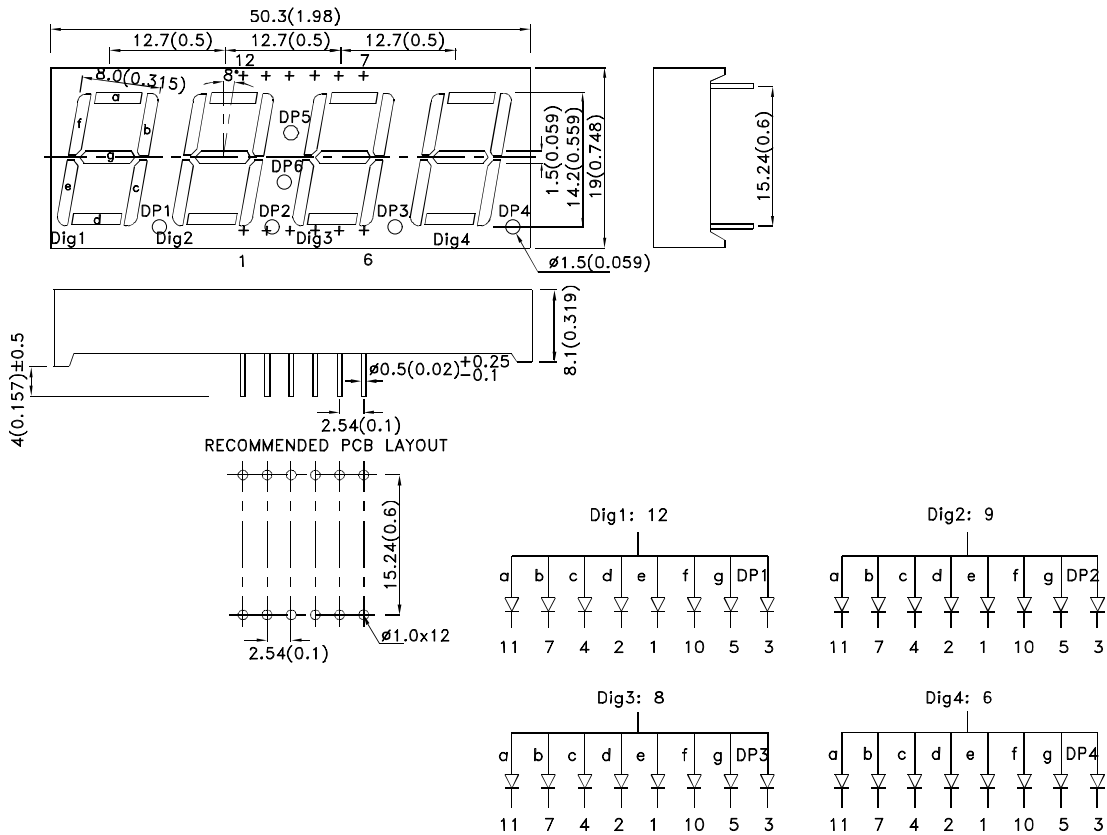 50.3(1.98)
12.7(0.5) 12.7(0.5) 12.7(0.5)
12 7
8.0(0.315)
8°
a
f b
g
e c
d
DP5
DP6
DP1 DP2 DP3 DP4
Dig1 Dig2 Dig3 Dig4
1 6
1.5(0.059)
14.2(0.559)
19(0.748)
ø1.5(0.059)
15.24(0.6)
8.1(0.319)
4(0.157)±0.5
ø0.5(0.02)+0.25
-0.1
2.54(0.1)
RECOMMENDED PCB LAYOUT
15.24(0.6)
ø1.0x12
2.54(0.1)
Dig1: 12
a b c d e f g DP1
11 7 4 2 1 10 5 3
Dig2: 9
a b c d e f g DP2
11 7 4 2 1 10 5 3
Dig3: 8
a b c d e f g DP3
11 7 4 2 1 10 5 3
Dig4: 6
a b c d e f g DP4
11 7 4 2 1 10 5 3